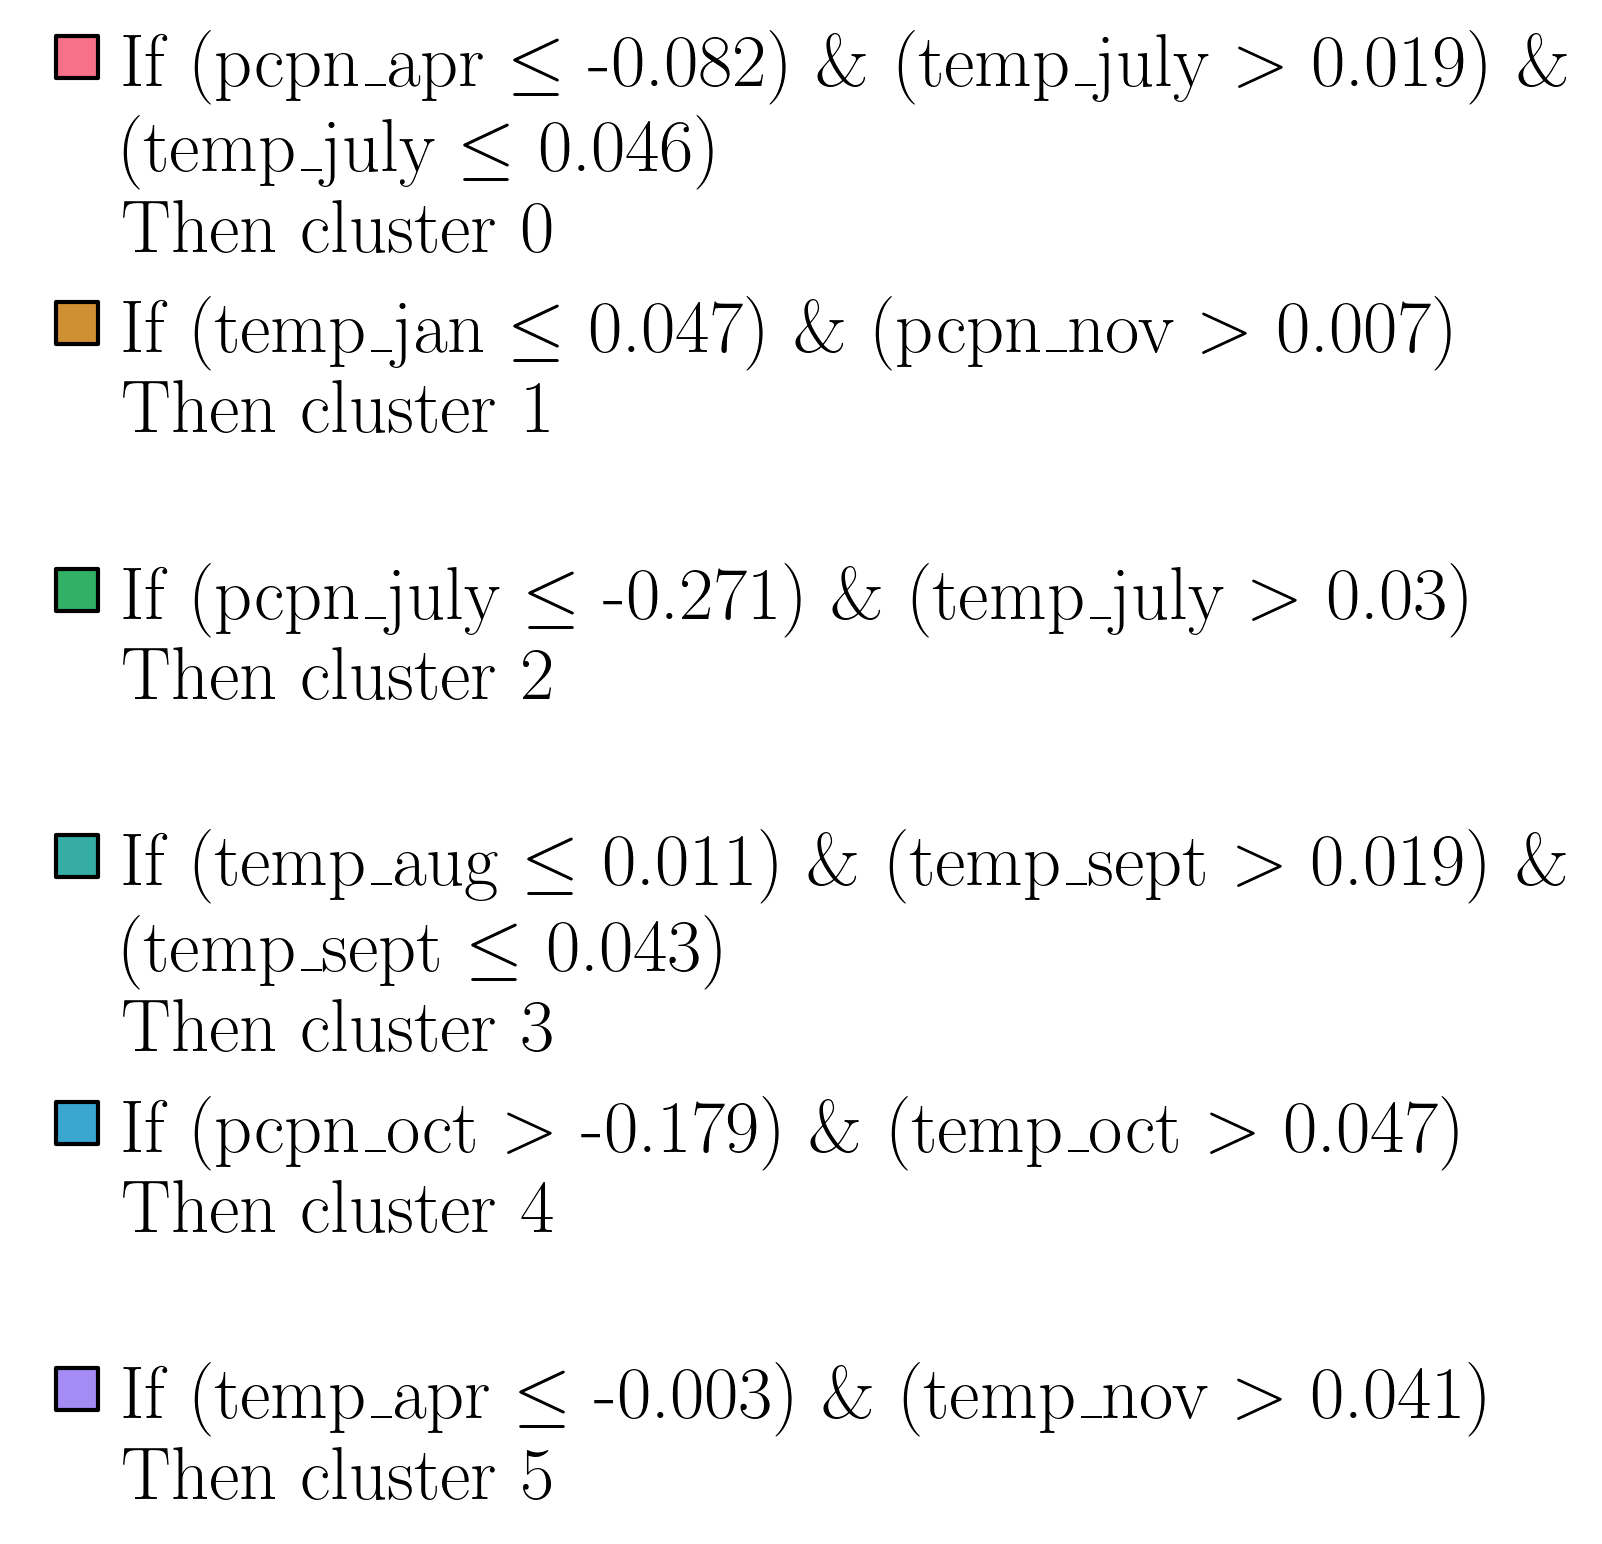 If (pcpn_apr ≤ -0.082) & (temp_july > 0.019) &
(temp_july ≤ 0.046)
Then cluster 0
If (temp_jan ≤ 0.047) & (pcpn_nov > 0.007)
Then cluster 1
If (pcpn_july ≤ -0.271) & (temp_july > 0.03)
Then cluster 2
If (temp_aug ≤ 0.011) & (temp_sept > 0.019) &
(temp_sept ≤ 0.043)
Then cluster 3
If (pcpn_oct > -0.179) & (temp_oct > 0.047)
Then cluster 4
If (temp_apr ≤ -0.003) & (temp_nov > 0.041)
Then cluster 5